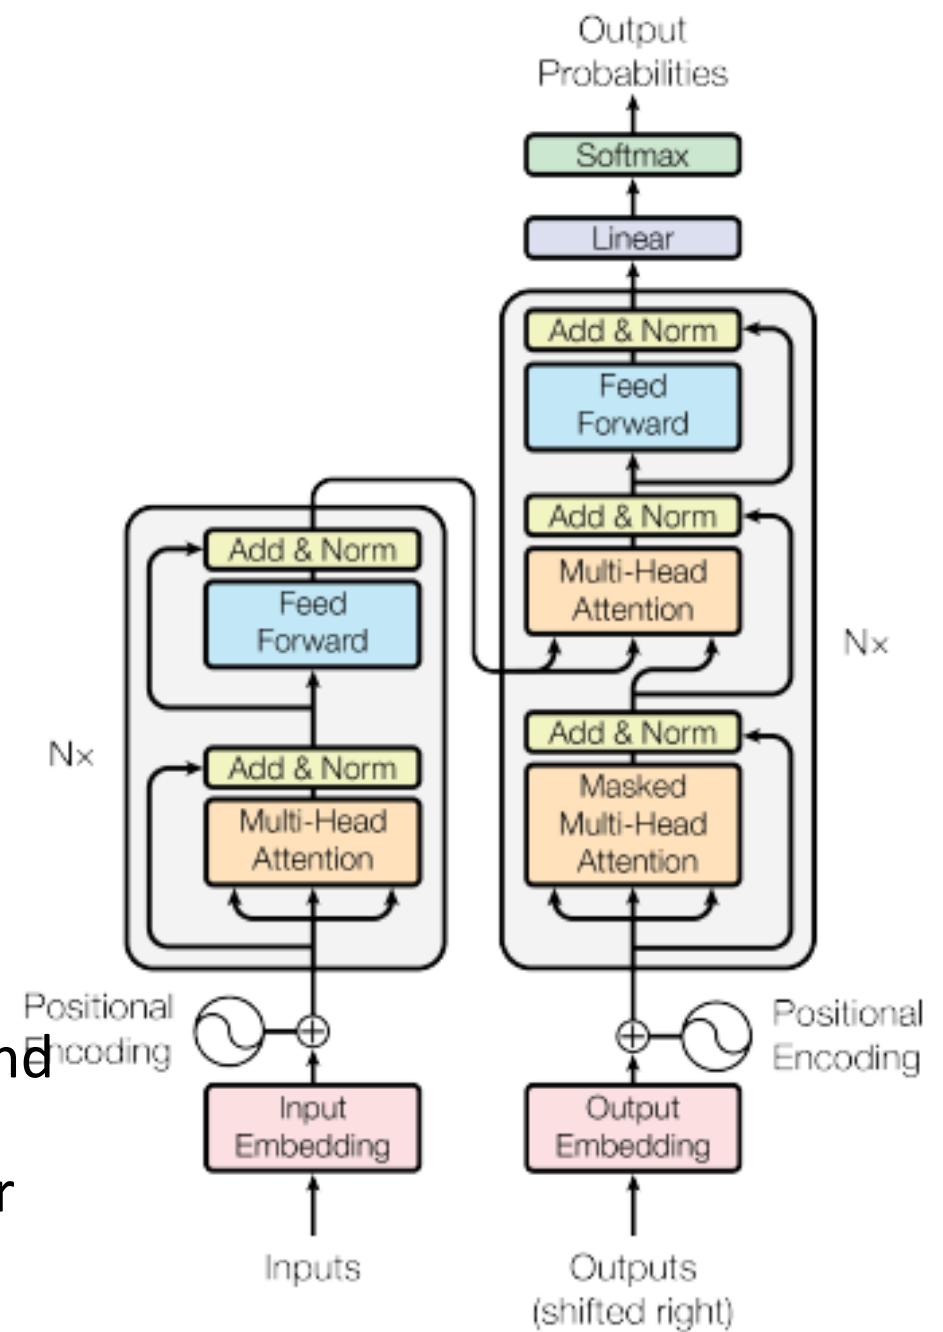 Output
Probabilities
Softmax
Linear
Add & Norm
Feed
Forward
Add & Norm
Multi-Head
Attention
Nx
Add & Norm
Masked
Multi-Head
Attention
Add & Norm
Feed
Forward
Nx
Add & Norm
Multi-Head
Attention
Positional
Encoding
nd
Positional
Encoding
Input
Embedding
Output
Embedding
r
Inputs
Outputs
(shifted right)